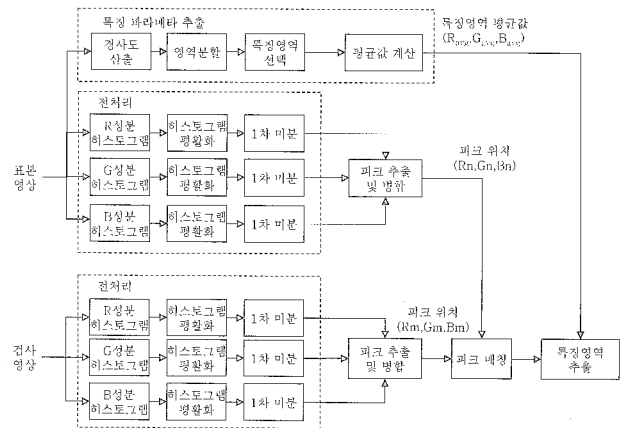 특징 파라메타 추출
경사도
산출
영역분할
특징영역
선택
평균값 계산
특징영역 평균값
(Ravg,Gavg,Bavg)
전처리
R성분
히스토그램
히스토그램
평활화
1차 미분
표본
영상
G성분
히스토그램
히스토그램
평활화
1차 미분
피크 추출
및 병합
피크 위치
(Rn,Gn,Bn)
B성분
히스토그램
히스토그램
평활화
1차 미분
전처리
R성분
히스토그램
히스토그램
평활화
1차 미분
피크 위치
(Rm,Gm,Bm)
검사
영상
G성분
히스토그램
히스토그램
평활화
1차 미분
피크 추출
및 병합
피크 매칭
특징영역
추출
B성분
히스토그램
히스토그램
평활화
1차 미분